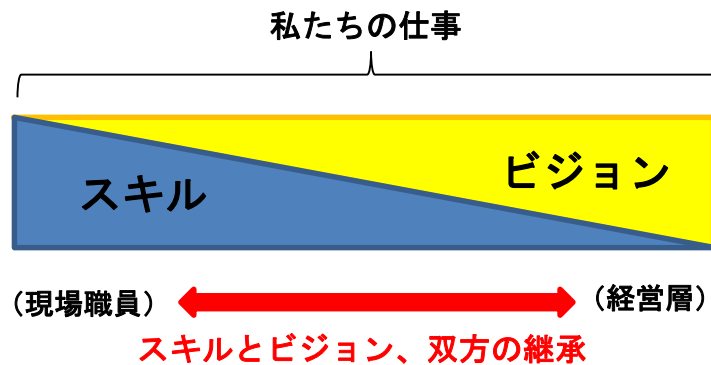 私たちの仕事
ビジョン
スキル
（現場職員）
（経営層）
スキルとビジョン、双方の継承